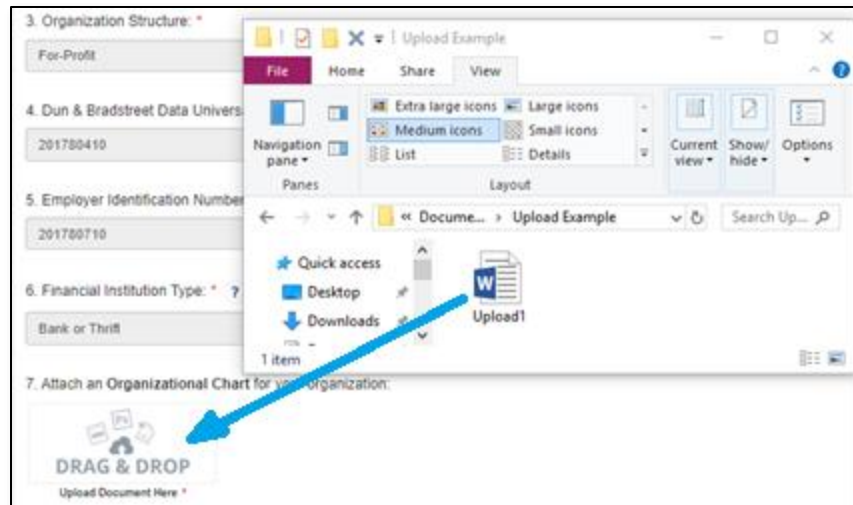 3. Organization Structure: *
For-Profit
4. Dun & Bradstreet Data Univers
201780410
5. Employer Identification Number
201780710
6. Financial Institution Type: * ?
Bank or Thrift
7. Attach an Organizational Chart for your organization:
DRAG & DROP
Upload Document Here *
Upload Example
File Home Share View
Navigation pane
Extra large icons Large icons
Medium icons Small icons
List Details
Current view
Show/ hide
Options
Panes Layout
« Docume... › Upload Example
Search Up...
Quick access
Desktop
Downloads
Upload1
1 item